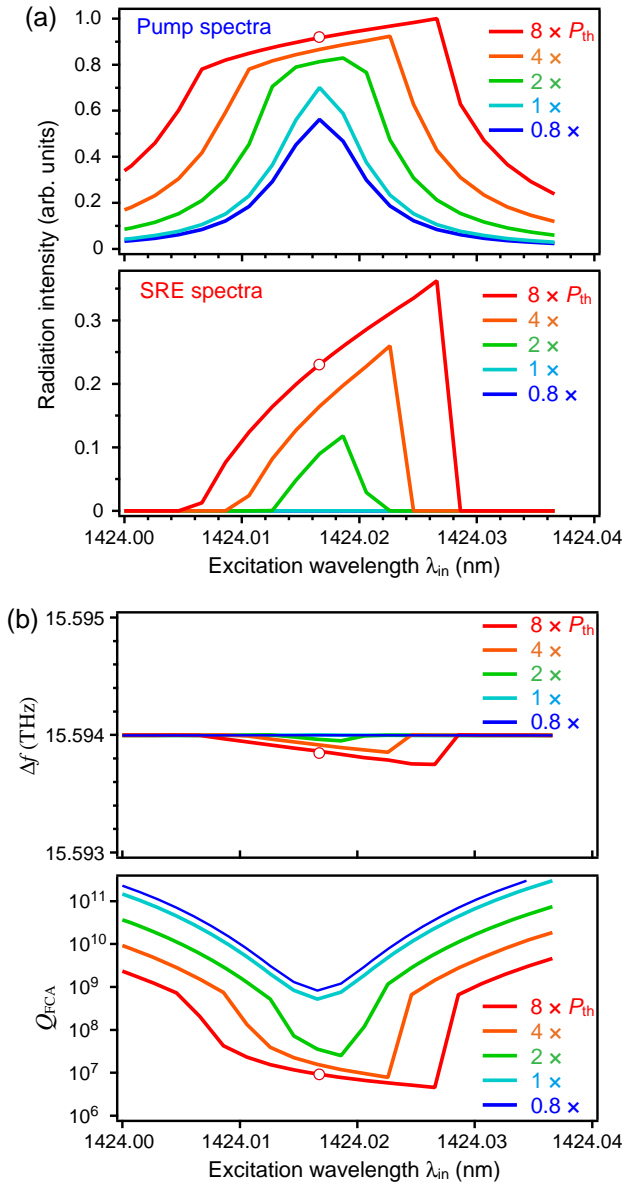 (a)
Pump spectra
8 × Pth
4 ×
2 ×
1 ×
0.8 ×
1.0
0.8
0.6
0.4
0.2
0
Radiation intensity (arb. units)
SRE spectra
8 × Pth
4 ×
2 ×
1 ×
0.8 ×
0.3
0.2
0.1
0
1424.00 1424.01 1424.02 1424.03 1424.04
Excitation wavelength λin (nm)
(b)
15.595
15.594
15.593
Δf (THz)
8 × Pth
4 ×
2 ×
1 ×
0.8 ×
10¹¹
10¹⁰
10⁹
10⁸
10⁷
10⁶
QFCA
8 × Pth
4 ×
2 ×
1 ×
0.8 ×
1424.00 1424.01 1424.02 1424.03 1424.04
Excitation wavelength λin (nm)